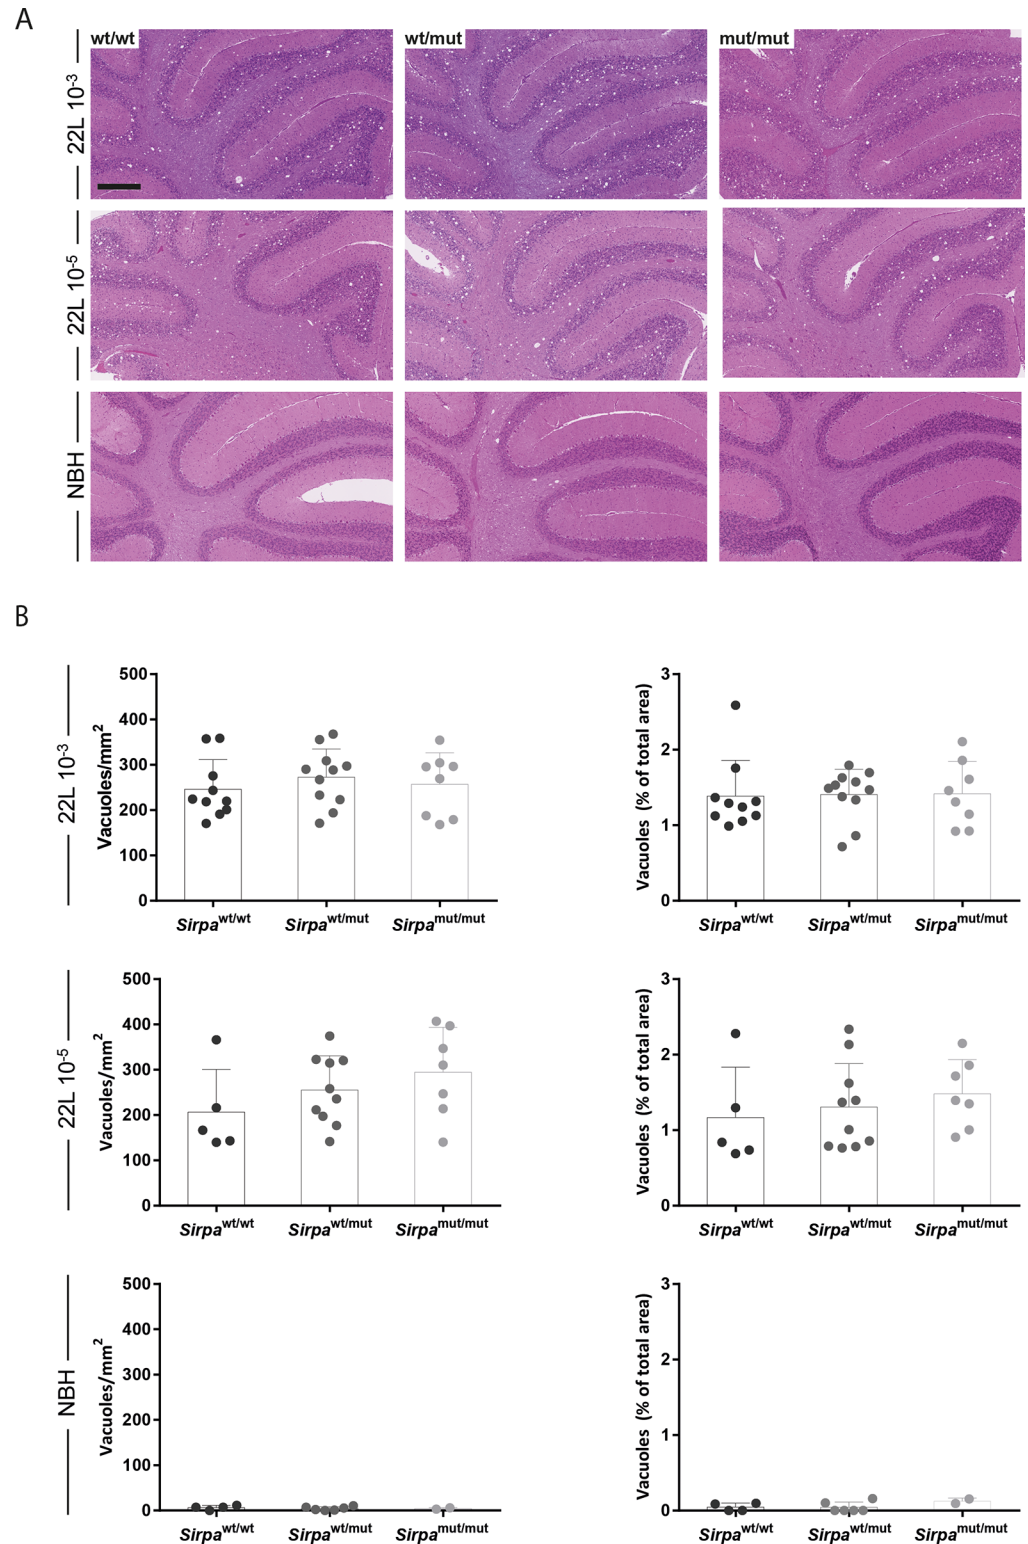 A
wt/wt
wt/mut
mut/mut
22L 10-3
22L 10-5
NBH
B
22L 10-3
Vacuoles/mm2
500
400
300
200
100
0
Sirpawt/wt
Sirpawt/mut
Sirpamut/mut
Vacuoles (% of total area)
3
2
1
0
Sirpawt/wt
Sirpawt/mut
Sirpamut/mut
22L 10-5
Vacuoles/mm2
500
400
300
200
100
0
Sirpawt/wt
Sirpawt/mut
Sirpamut/mut
Vacuoles (% of total area)
3
2
1
0
Sirpawt/wt
Sirpawt/mut
Sirpamut/mut
NBH
Vacuoles/mm2
500
400
300
200
100
0
Sirpawt/wt
Sirpawt/mut
Sirpamut/mut
Vacuoles (% of total area)
3
2
1
0
Sirpawt/wt
Sirpawt/mut
Sirpamut/mut